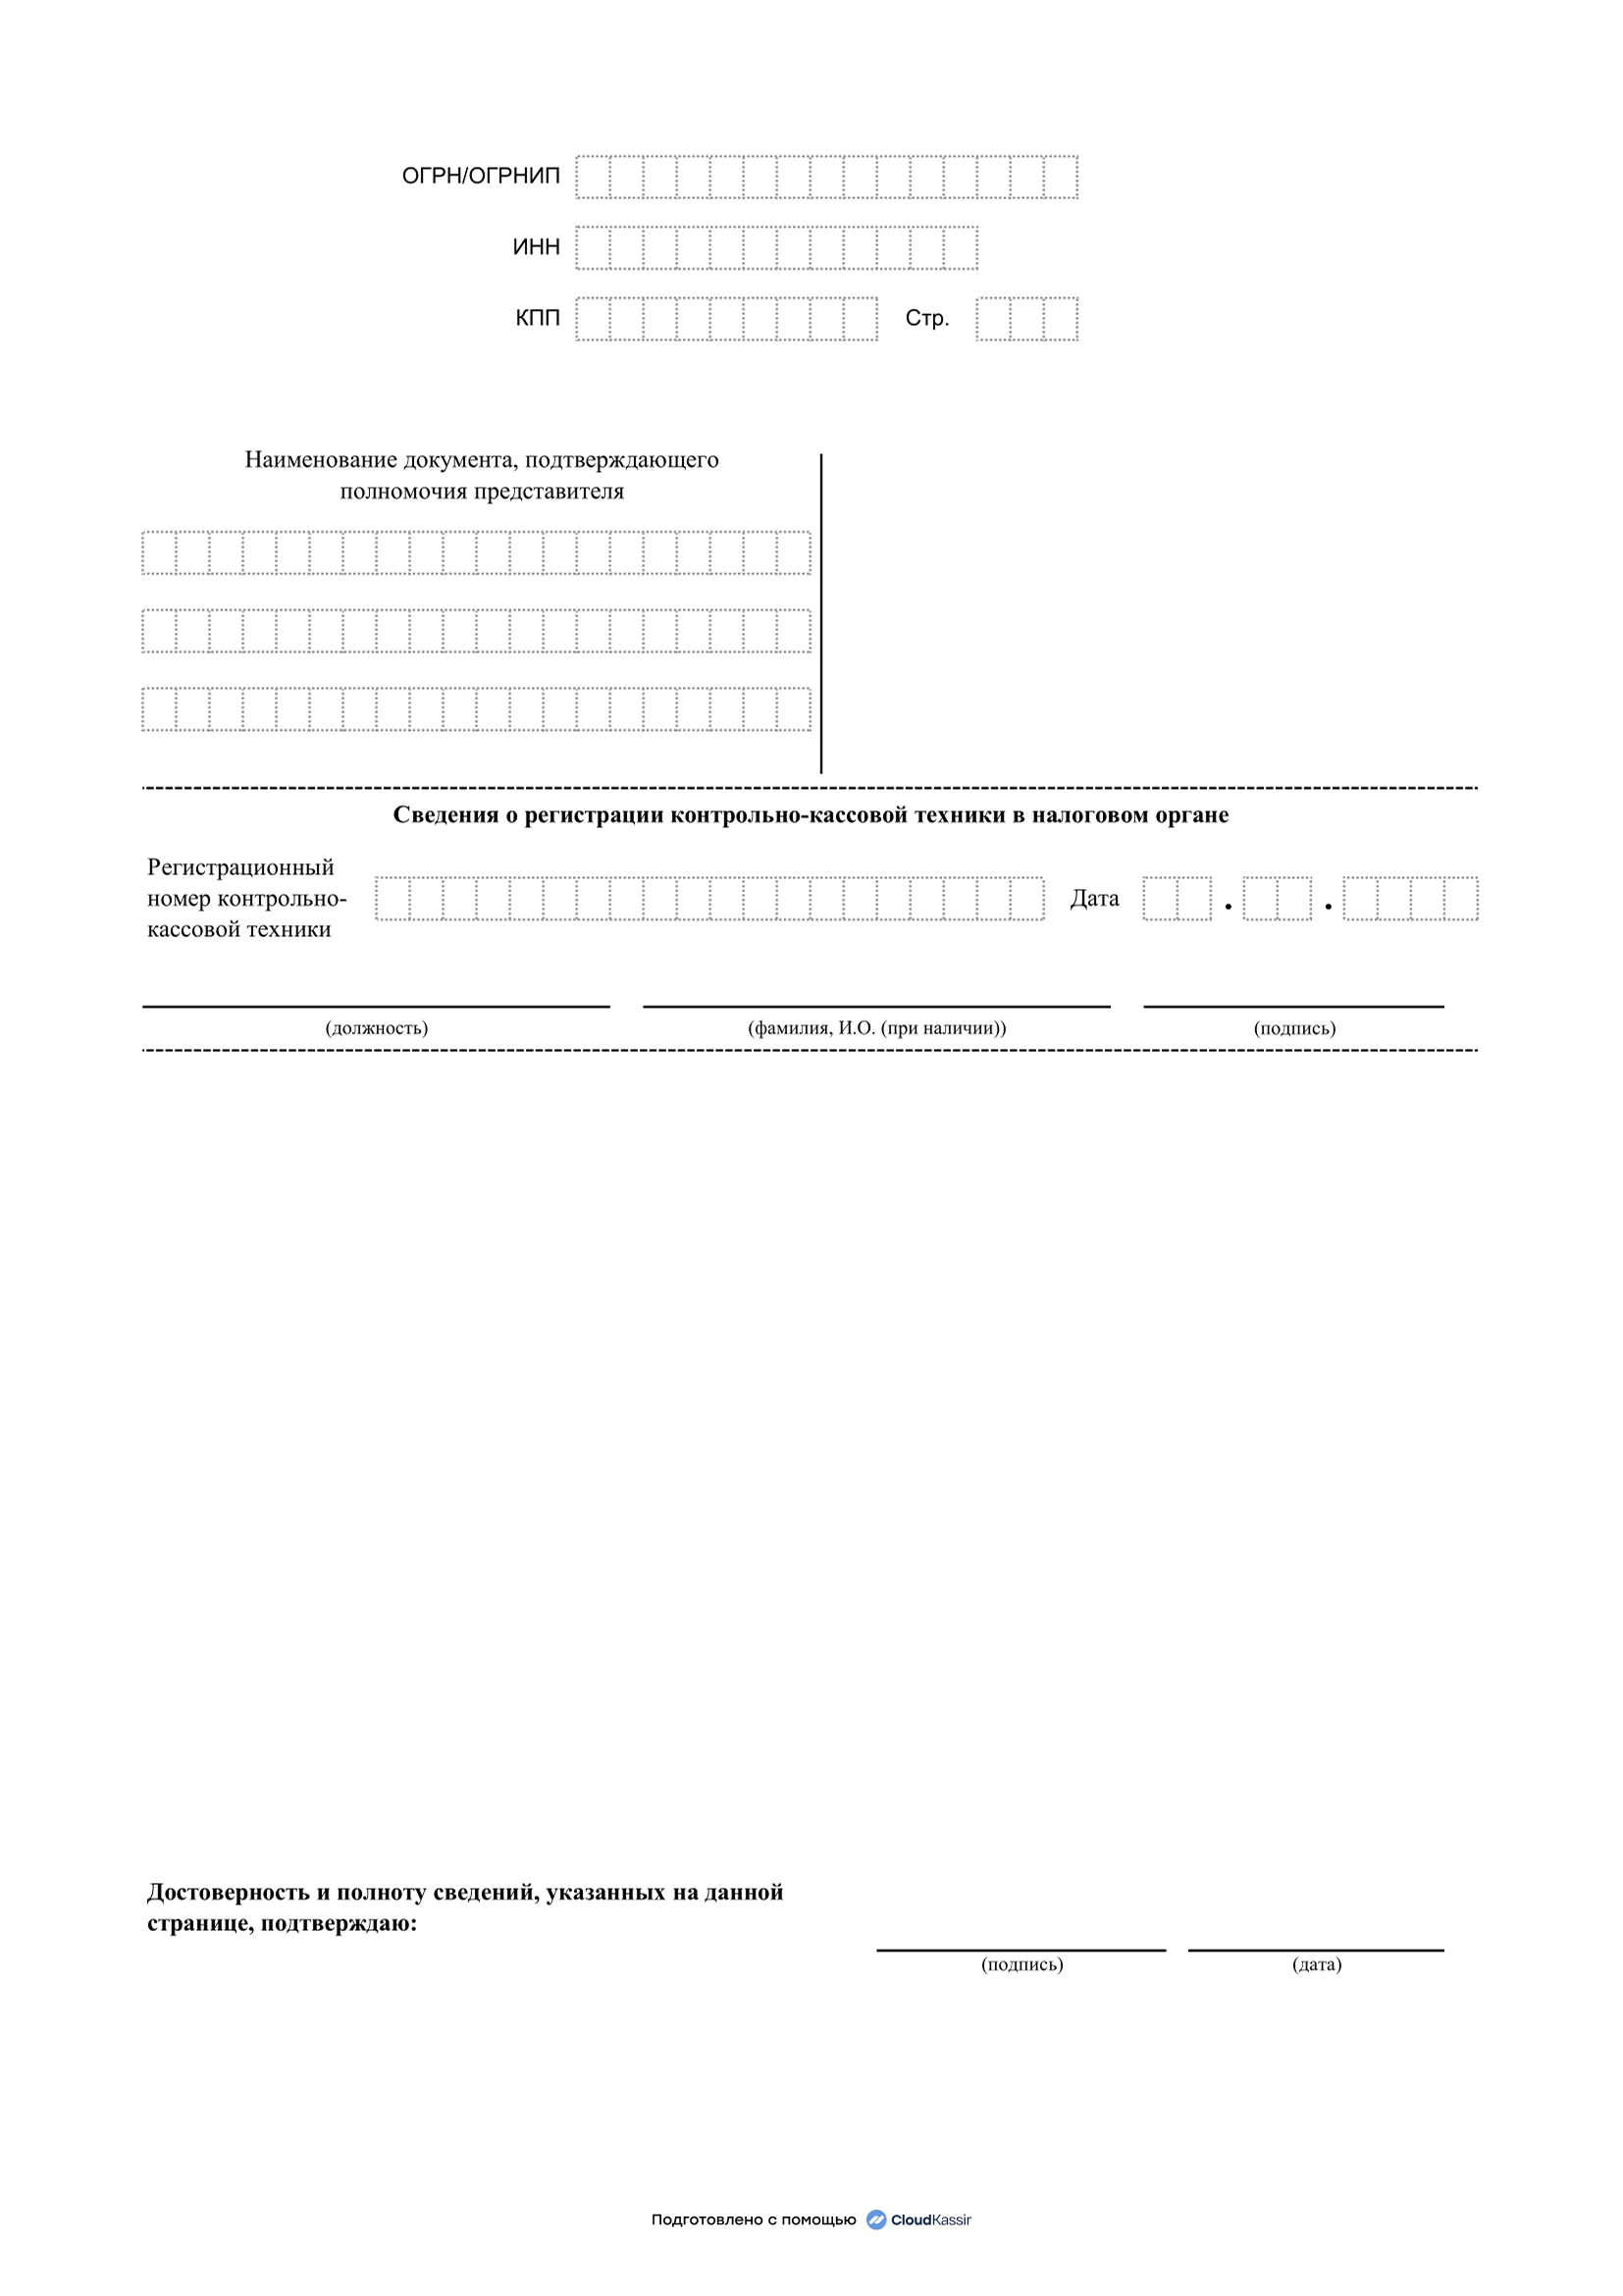 ОГРН/ОГРНИП
ИНН
КПП Стр.
Наименование документа, подтверждающего
полномочия представителя
Сведения о регистрации контрольно-кассовой техники в налоговом органе
Регистрационный
номер контрольно-
кассовой техники
Дата . .
(должность) (фамилия, И.О. (при наличии)) (подпись)
Достоверность и полноту сведений, указанных на данной
странице, подтверждаю:
(подпись) (дата)
Подготовлено с помощью CloudKassir